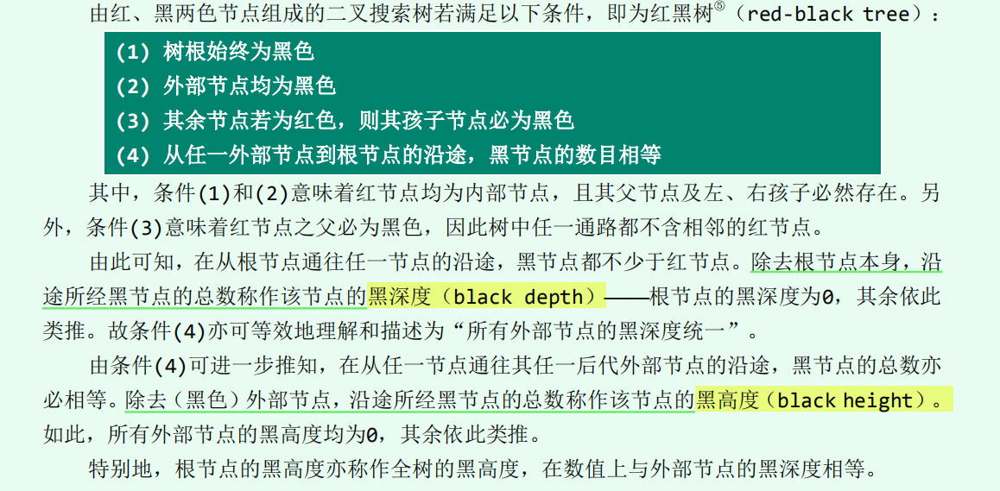 由红、黑两色节点组成的二叉搜索树若满足以下条件，即为红黑树⑤（red-black tree）：
(1) 树根始终为黑色
(2) 外部节点均为黑色
(3) 其余节点若为红色，则其孩子节点必为黑色
(4) 从任一外部节点到根节点的沿途，黑节点的数目相等
其中，条件(1)和(2)意味着红节点均为内部节点，且其父节点及左、右孩子必然存在。另
外，条件(3)意味着红节点之父必为黑色，因此树中任一通路都不含相邻的红节点。
由此可知，在从根节点通往任一节点的沿途，黑节点都不少于红节点。除去根节点本身，沿
途所经黑节点的总数称作该节点的黑深度（black depth）——根节点的黑深度为0，其余依此
类推。故条件(4)亦可等效地理解和描述为“所有外部节点的黑深度统一”。
由条件(4)可进一步推知，在从任一节点通往其任一后代外部节点的沿途，黑节点的总数亦
必相等。除去（黑色）外部节点，沿途所经黑节点的总数称作该节点的黑高度（black height）。
如此，所有外部节点的黑高度均为0，其余依此类推。
特别地，根节点的黑高度亦称作全树的黑高度，在数值上与外部节点的黑深度相等。